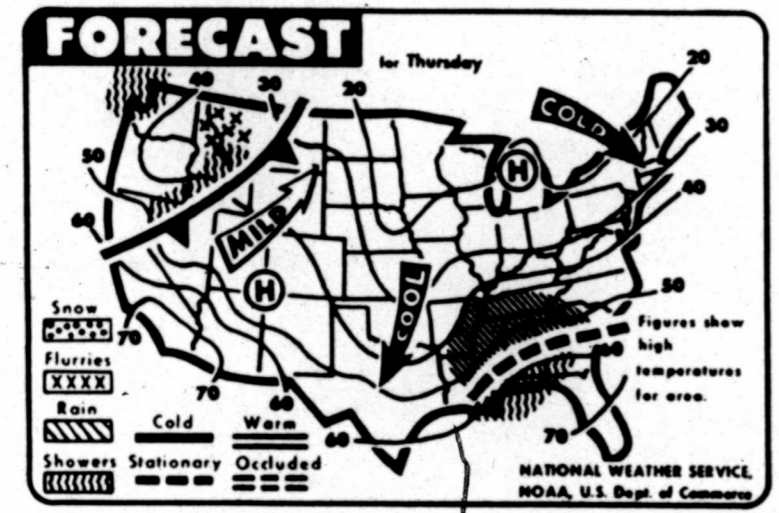 FORECAST
for Thursday
40
30
20
20
COLD
30
50
H
40
60
MILD
H
COOL
50
Snow
70
Figures show
60
high
Flurries
temperatures
70
for area.
Rain
60
Cold
Warm
60
70
Showers
Stationary
Occluded
NATIONAL WEATHER SERVICE,
NOAA, U.S. Dept. of Commerce